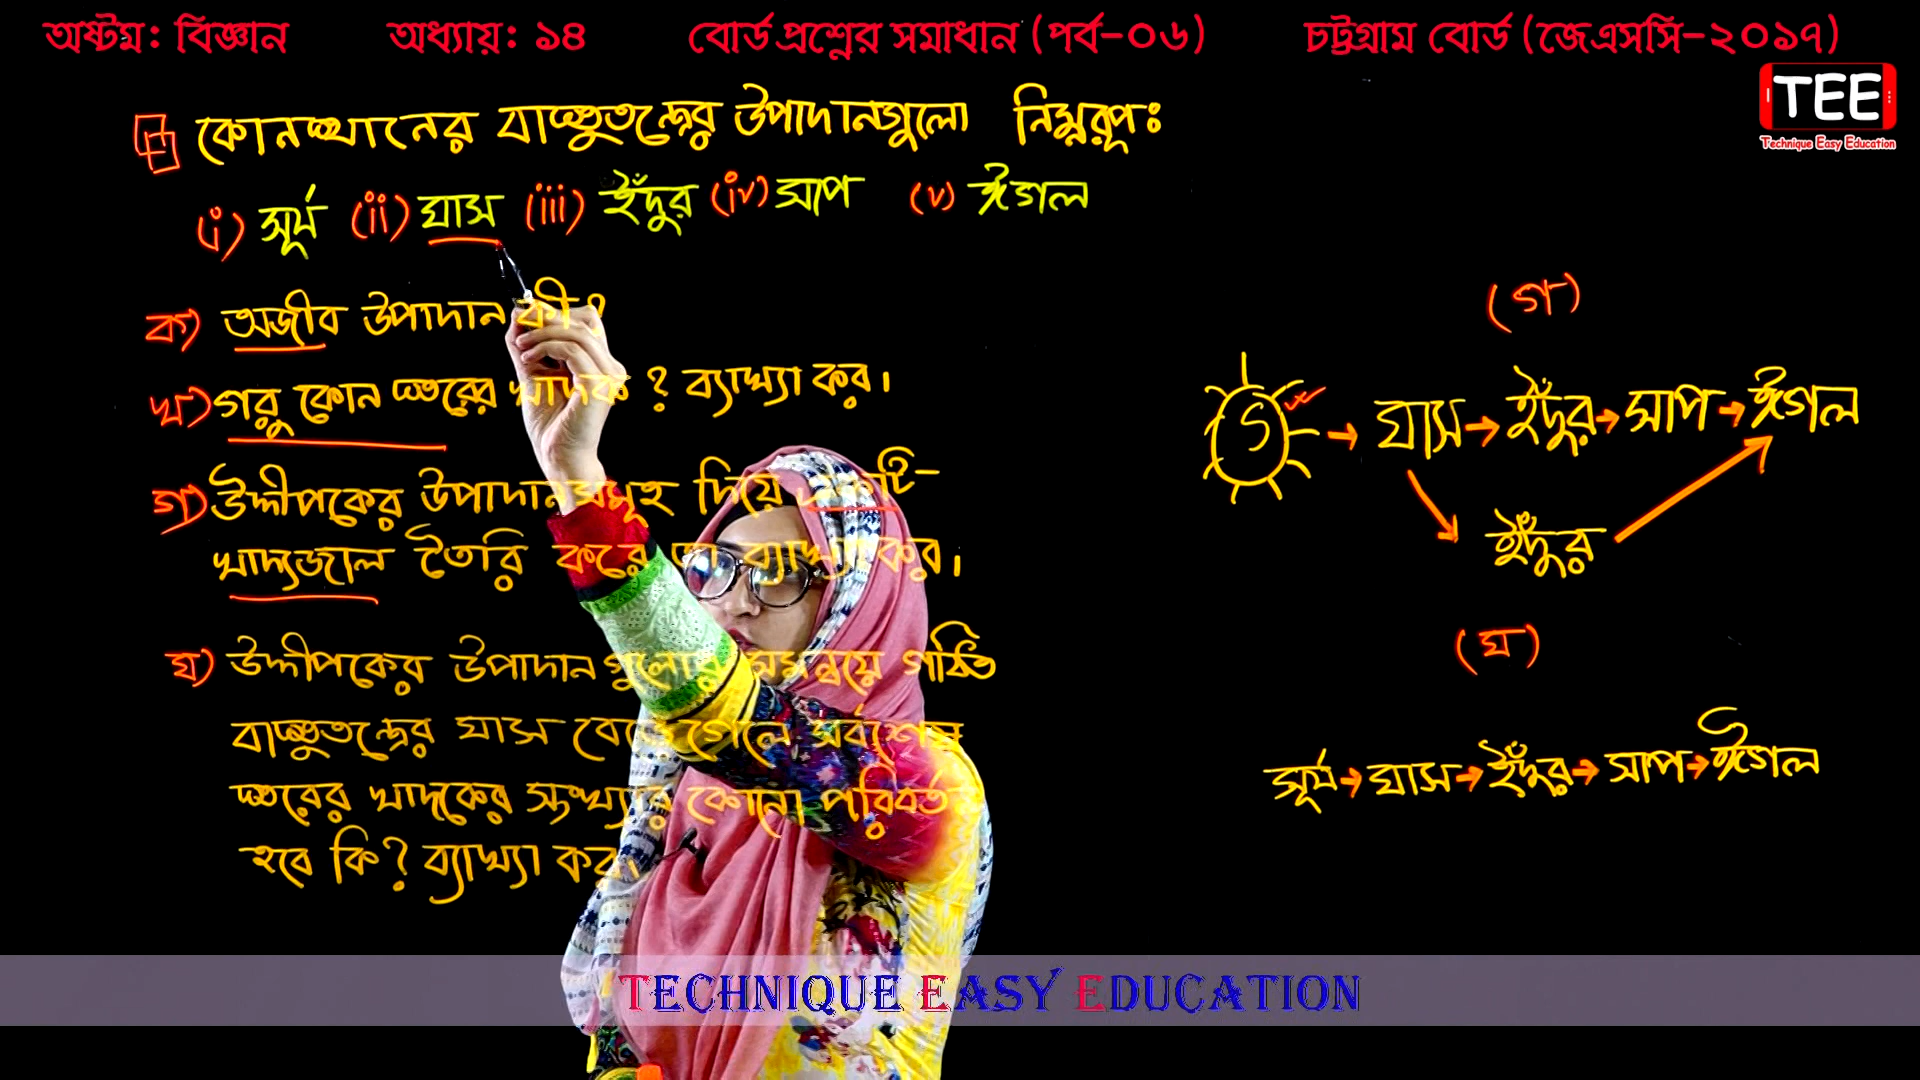 অষ্টম: বিজ্ঞান অধ্যায়: ১৪ বোর্ড প্রশ্নের সমাধান (পর্ব-০৬) চট্টগ্রাম বোর্ড (জেএসসি-২০১৭)
TEE
Technique Easy Education
কোনস্থানের বাস্তুতন্ত্রের উপাদানগুলো নিম্নরূপঃ
(i) সূর্য (ii) ঘাস (iii) ইঁদুর (iv) সাপ (v) ঈগল
ক) অজীব উপাদান কী?
খ) গরু কোন স্তরের খাদক? ব্যাখ্যা কর।
গ) উদ্দীপকের উপাদানসমূহ দিয়ে একটি-
খাদ্যজাল তৈরি করে তা ব্যাখ্যা কর।
ঘ) উদ্দীপকের উপাদান গুলোর সমন্বয়ে গঠিত
বাস্তুতন্ত্রের ঘাস বেড়ে গেলে সর্বশেষ
স্তরের খাদকের সংখ্যার কোনো পরিবর্তন
হবে কি? ব্যাখ্যা কর।
(গ)
ঘাস→ইঁদুর→সাপ→ঈগল
ইঁদুর
(ঘ)
সূর্য→ঘাস→ইঁদুর→সাপ→ঈগল
TECHNIQUE EASY EDUCATION